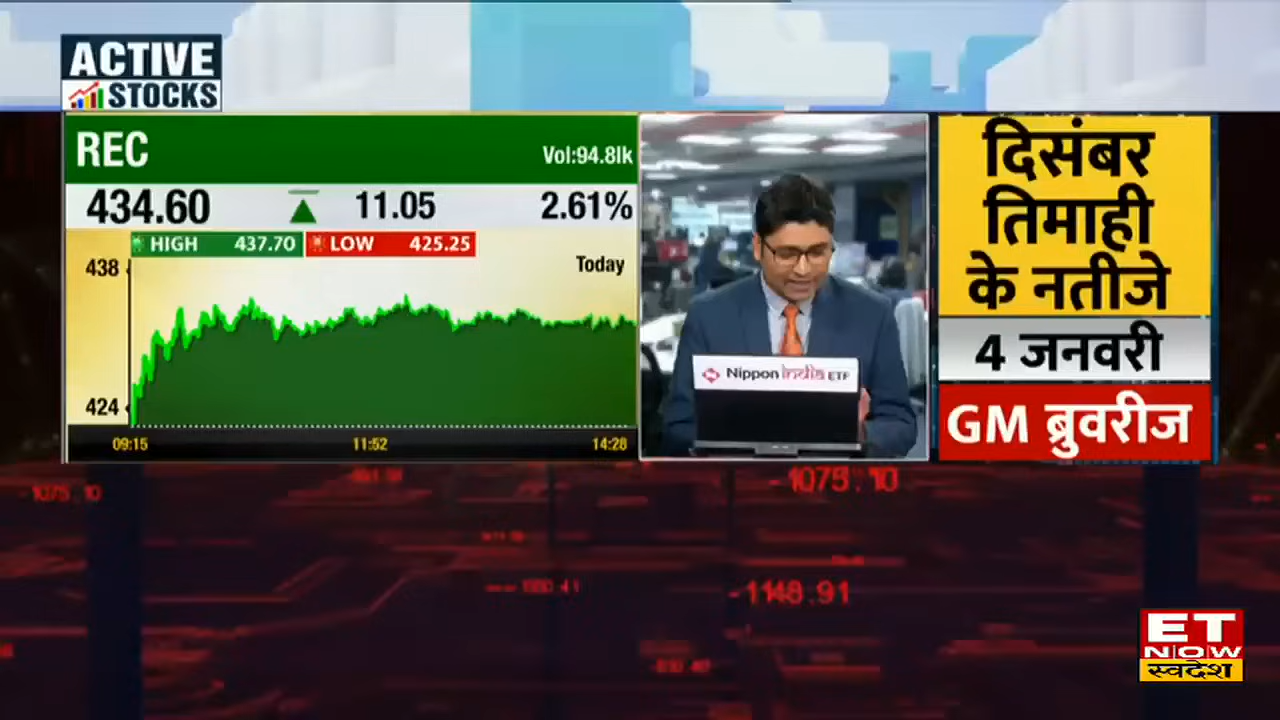 ACTIVE
STOCKS
REC
Vol:94.8lk
434.60 11.05 2.61%
HIGH 437.70 LOW 425.25
Today
438
424
09:15 11:52 14:28
Nippon india ETF
दिसंबर
तिमाही
के नतीजे
4 जनवरी
GM ब्रुवरीज
-1075.10
-1075.10
-1148.91
ET
NOW
स्वदेश